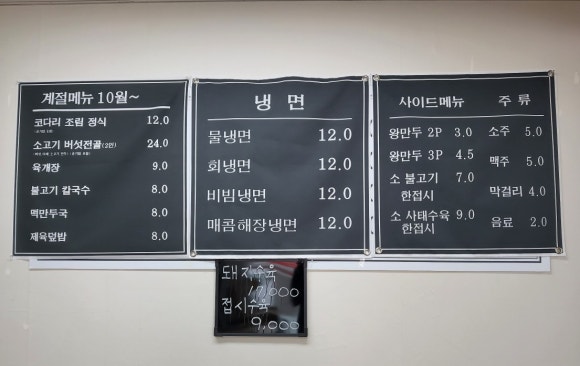 계절메뉴 10월~
코다리 조림 정식 12.0
소고기 버섯전골(2인) 24.0
육개장 9.0
불고기 칼국수 8.0
떡만두국 8.0
제육덮밥 8.0
냉 면
물냉면 12.0
회냉면 12.0
비빔냉면 12.0
매콤해장냉면 12.0
사이드메뉴 주 류
왕만두 2P 3.0 소주 5.0
왕만두 3P 4.5 맥주 5.0
소 불고기 7.0
한접시 막걸리 4.0
소 사태수육 9.0 음료 2.0
한접시
돼지수육
17,000
접시수육
9,000